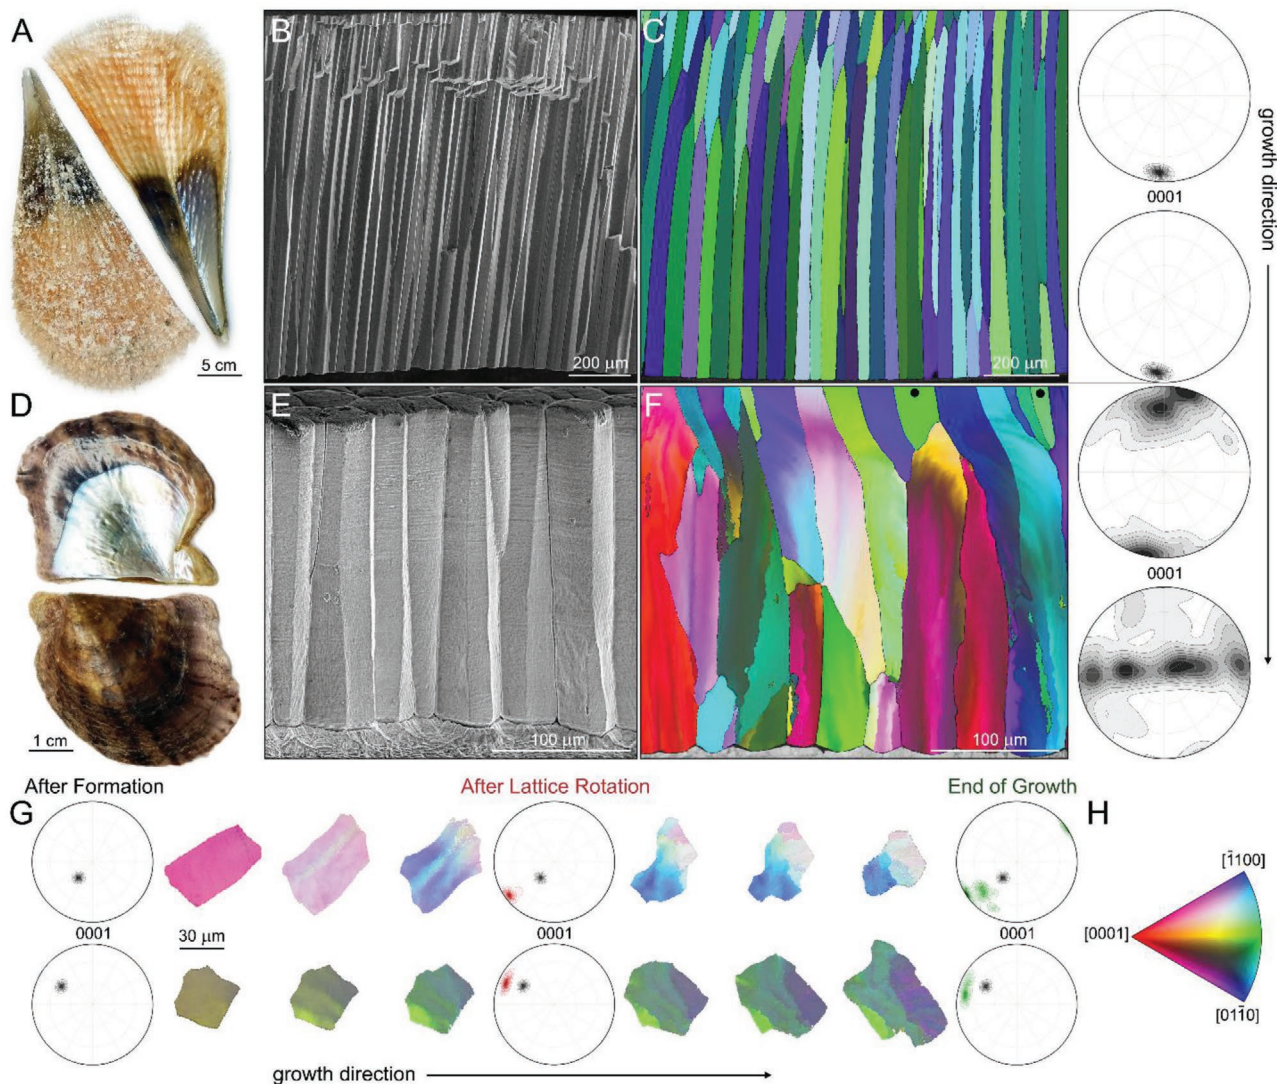 A
B
C
5 cm
200 μm
200 μm
0001
growth direction
D
E
F
1 cm
100 μm
100 μm
0001
After Formation
After Lattice Rotation
End of Growth
G
H
[1̄100]
[0001]
[011̄0]
0001
30 μm
0001
0001
growth direction